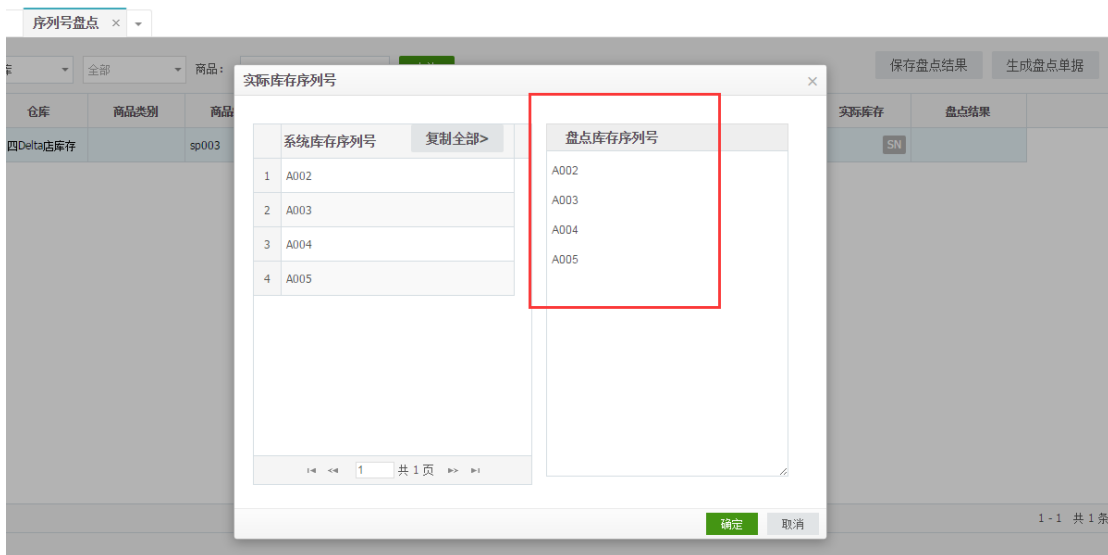 序列号盘点 ×
全部 商品：
保存盘点结果 生成盘点单据
仓库 商品类别 商品 实际库存 盘点结果
四Delta店库存 sp003 SN
实际库存序列号 ×
系统库存序列号 复制全部>
1 A002
2 A003
3 A004
4 A005
1 共 1 页
盘点库存序列号
A002
A003
A004
A005
确定 取消
1 - 1 共 1 条